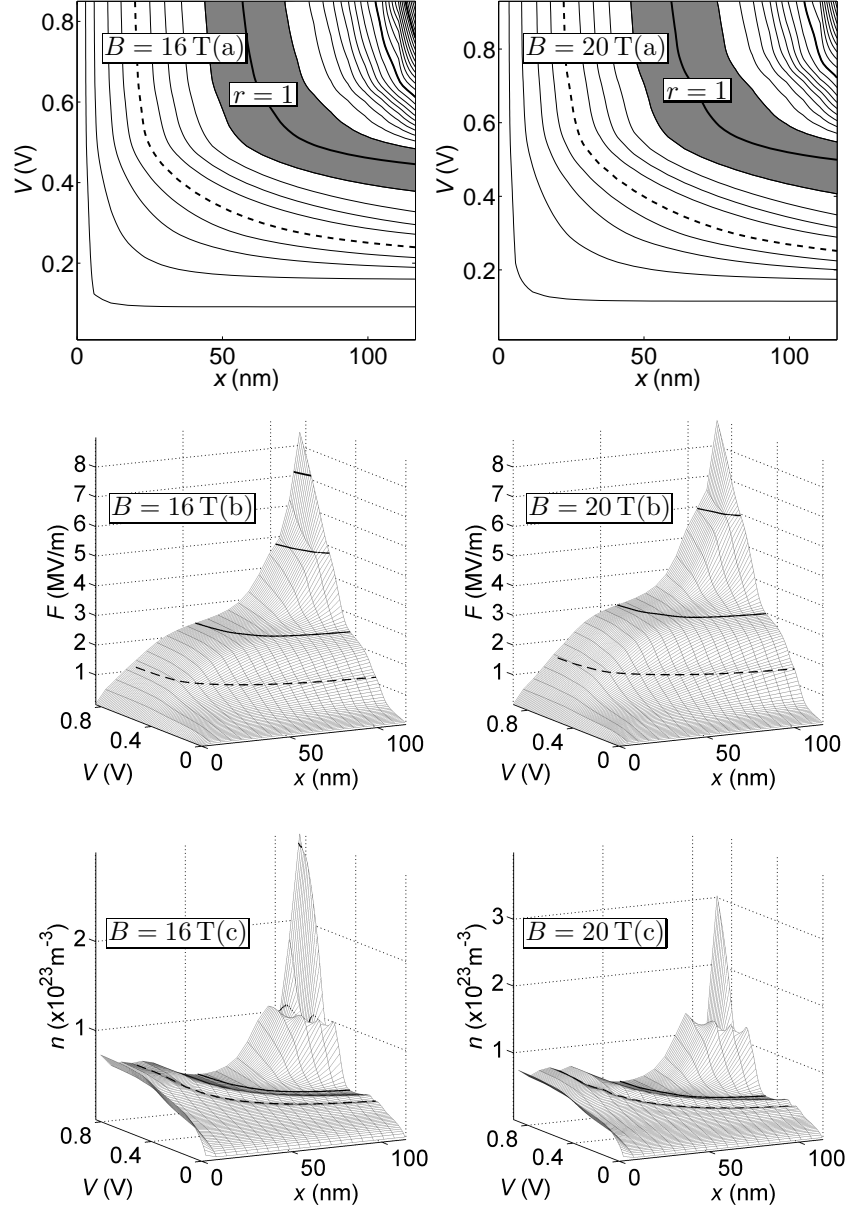 0.8
0.6
0.4
0.2
V (V)
B = 16 T(a)
r = 1
0
50
100
x (nm)
0.8
0.6
0.4
0.2
V (V)
B = 20 T(a)
r = 1
0
50
100
x (nm)
8
7
6
5
4
3
2
1
F (MV/m)
B = 16 T(b)
0.8
0.4
0
V (V)
0
50
100
x (nm)
8
7
6
5
4
3
2
1
F (MV/m)
B = 20 T(b)
0.8
0.4
0
V (V)
0
50
100
x (nm)
2
1
n (x10²³m⁻³)
B = 16 T(c)
0.8
0.4
0
V (V)
0
50
100
x (nm)
3
2
1
n (x10²³m⁻³)
B = 20 T(c)
0.8
0.4
0
V (V)
0
50
100
x (nm)